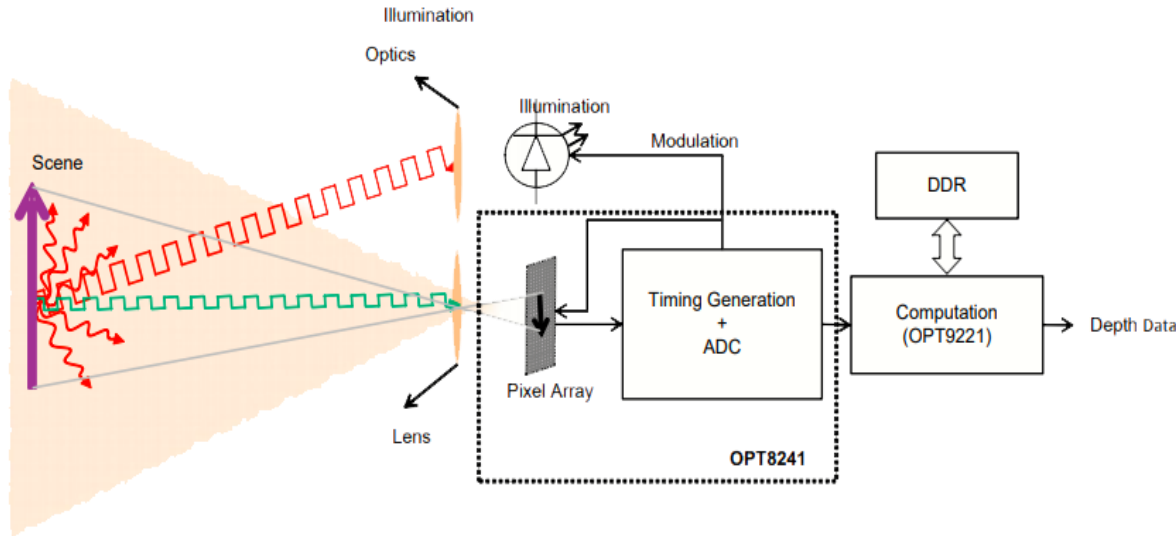 Illumination
Optics
Scene
Illumination
Modulation
DDR
Timing Generation
+
ADC
Computation
(OPT9221)
Depth Data
Pixel Array
Lens
OPT8241